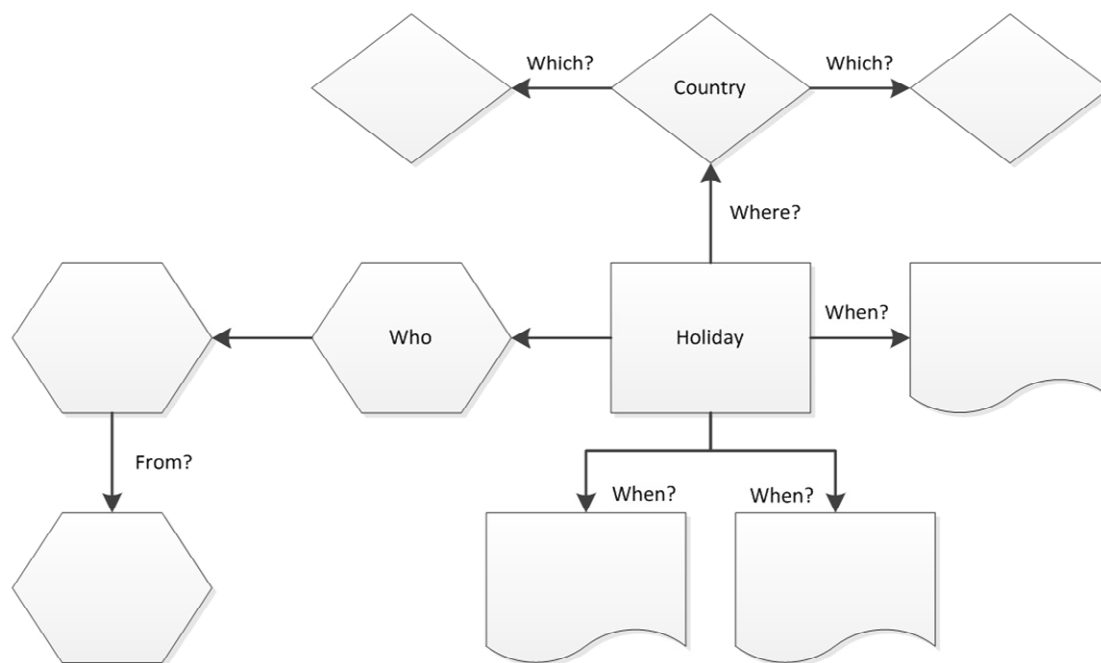 Which?
Country
Which?
Where?
Who
Holiday
When?
From?
When?
When?